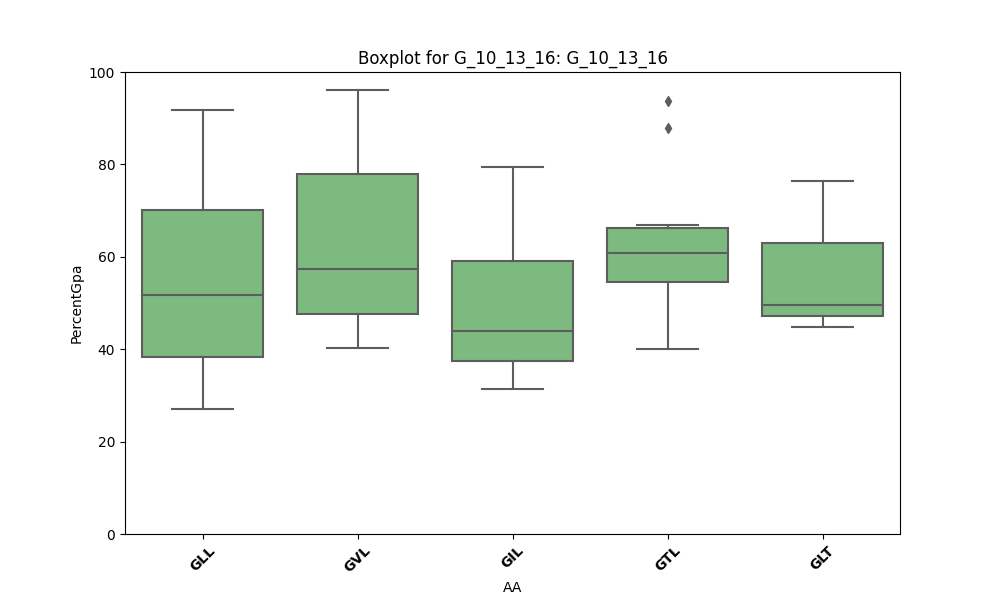 Boxplot for G_10_13_16: G_10_13_16
100
80
60
40
20
0
PercentGpa
GLL
GVL
GIL
GTL
GLT
AA